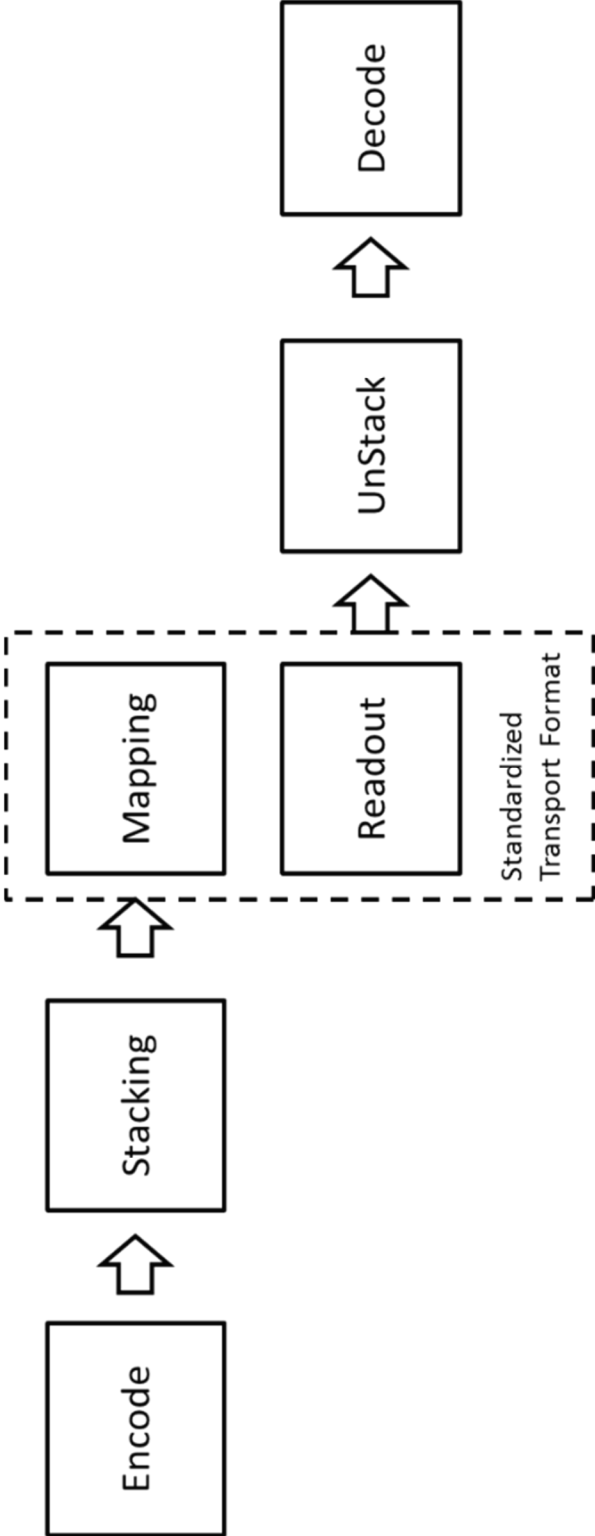 Encode
Stacking
Mapping
Readout
Standardized
Transport Format
UnStack
Decode